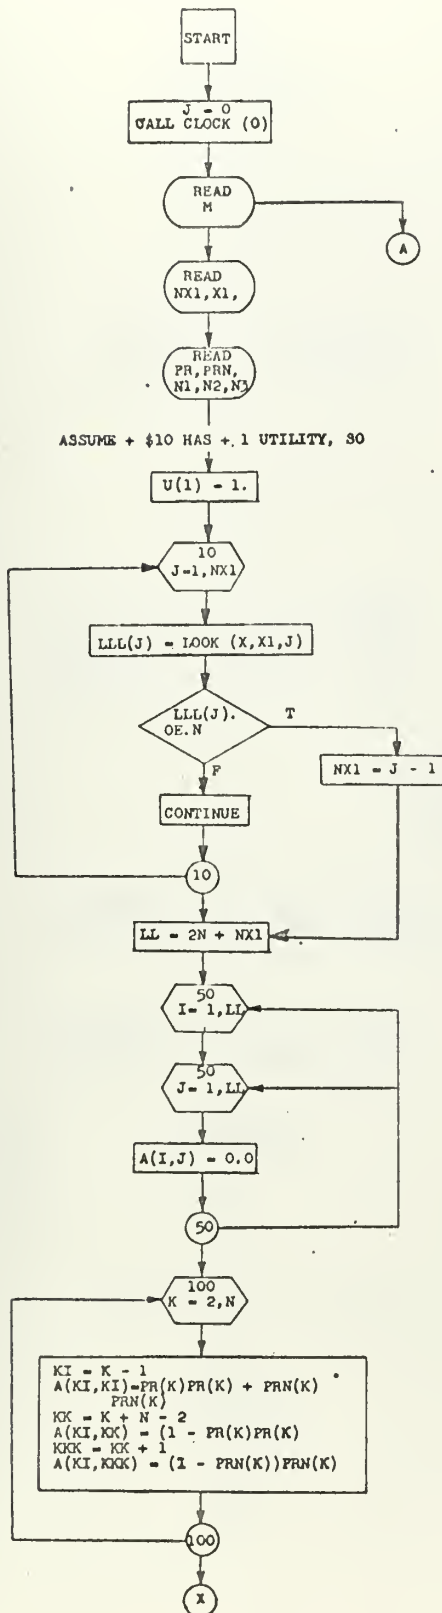 START
J = 0
CALL CLOCK (0)
READ
M
A
READ
NX1,X1,
READ
PR,PRN,
N1,N2,N3
ASSUME + $10 HAS + 1 UTILITY, SO
U(1) = 1.
10
J=1,NX1
LLL(J) = LOOK (X,X1,J)
LLL(J).
OE.N
T
F
NX1 = J - 1
CONTINUE
10
LL = 2N + NX1
50
I= 1,LL
50
J= 1,LL
A(I,J) = 0.0
50
100
K = 2,N
KI = K - 1
A(KI,KI)=PR(K)PR(K) + PRN(K)
PRN(K)
KK = K + N - 2
A(KI,KK) = (1 - PR(K)PR(K)
KKK = KK + 1
A(KI,KKK) = (1 - PRN(K))PRN(K)
100
X